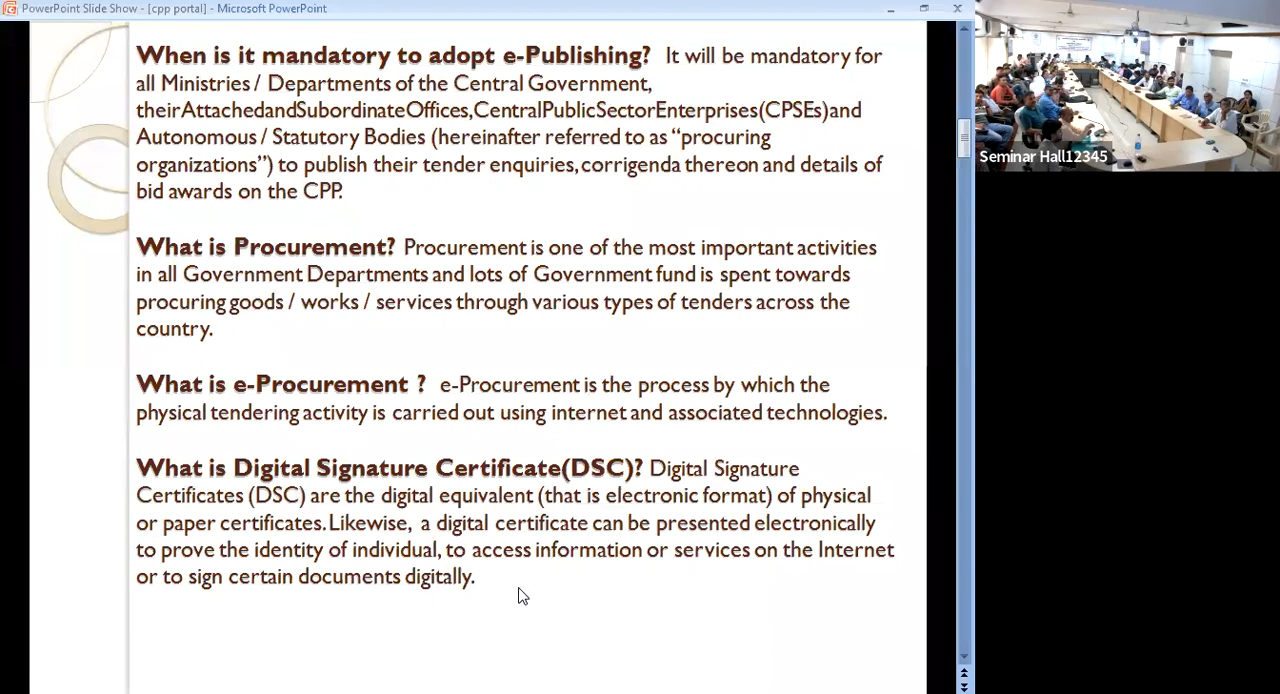 PowerPoint Slide Show - [cpp portal] - Microsoft PowerPoint
When is it mandatory to adopt e-Publishing? It will be mandatory for
all Ministries / Departments of the Central Government,
theirAttachedandSubordinateOffices,CentralPublicSectorEnterprises(CPSEs)and
Autonomous / Statutory Bodies (hereinafter referred to as “procuring
organizations”) to publish their tender enquiries, corrigenda thereon and details of
bid awards on the CPP.
What is Procurement? Procurement is one of the most important activities
in all Government Departments and lots of Government fund is spent towards
procuring goods / works / services through various types of tenders across the
country.
What is e-Procurement ? e-Procurement is the process by which the
physical tendering activity is carried out using internet and associated technologies.
What is Digital Signature Certificate(DSC)? Digital Signature
Certificates (DSC) are the digital equivalent (that is electronic format) of physical
or paper certificates. Likewise, a digital certificate can be presented electronically
to prove the identity of individual, to access information or services on the Internet
or to sign certain documents digitally.
Seminar Hall12345